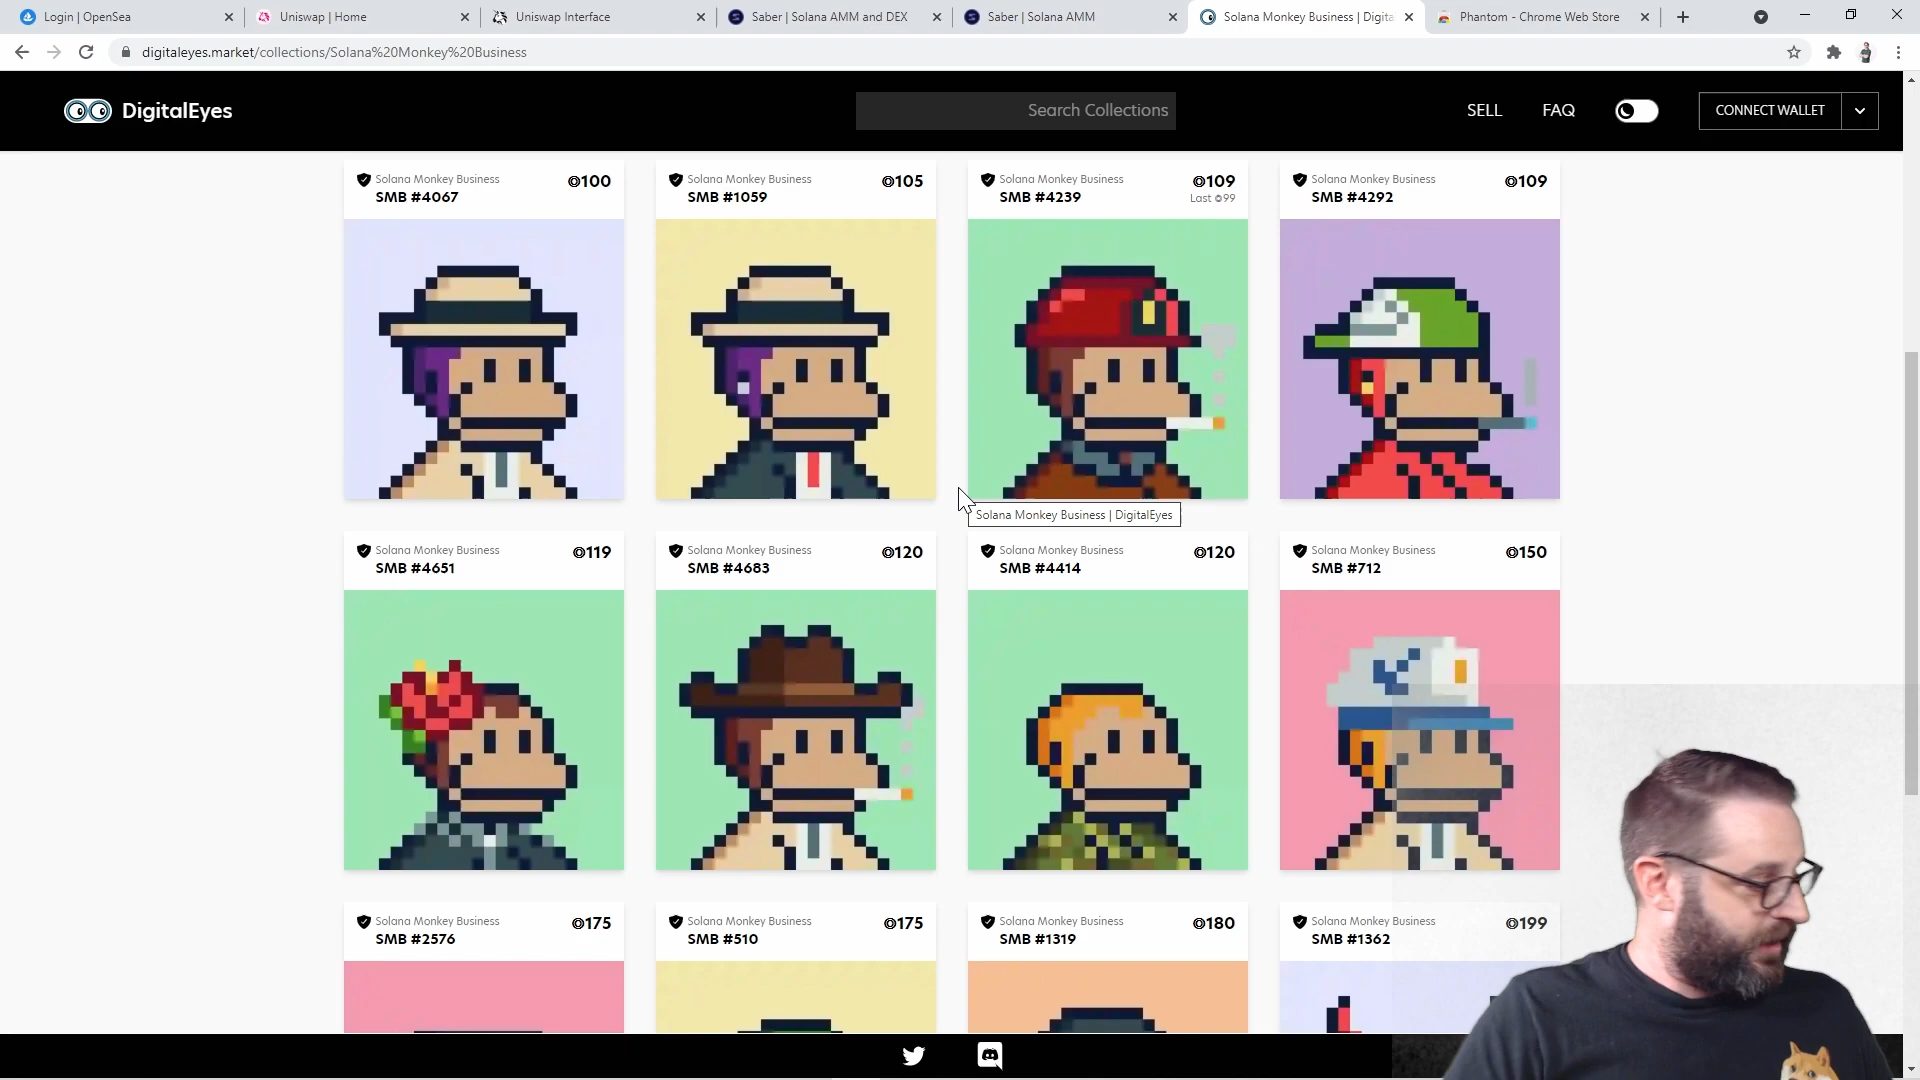 Login | OpenSea
Uniswap | Home
Uniswap Interface
Saber | Solana AMM and DEX
Saber | Solana AMM
Solana Monkey Business | Digita
Phantom - Chrome Web Store
digitaleyes.market/collections/Solana%20Monkey%20Business
DigitalEyes
Search Collections
SELL
FAQ
CONNECT WALLET
Solana Monkey Business
SMB #4067
100
Solana Monkey Business
SMB #1059
105
Solana Monkey Business
SMB #4239
109
Last 99
Solana Monkey Business
SMB #4292
109
Solana Monkey Business | DigitalEyes
Solana Monkey Business
SMB #4651
119
Solana Monkey Business
SMB #4683
120
Solana Monkey Business
SMB #4414
120
Solana Monkey Business
SMB #712
150
Solana Monkey Business
SMB #2576
175
Solana Monkey Business
SMB #510
175
Solana Monkey Business
SMB #1319
180
Solana Monkey Business
SMB #1362
199